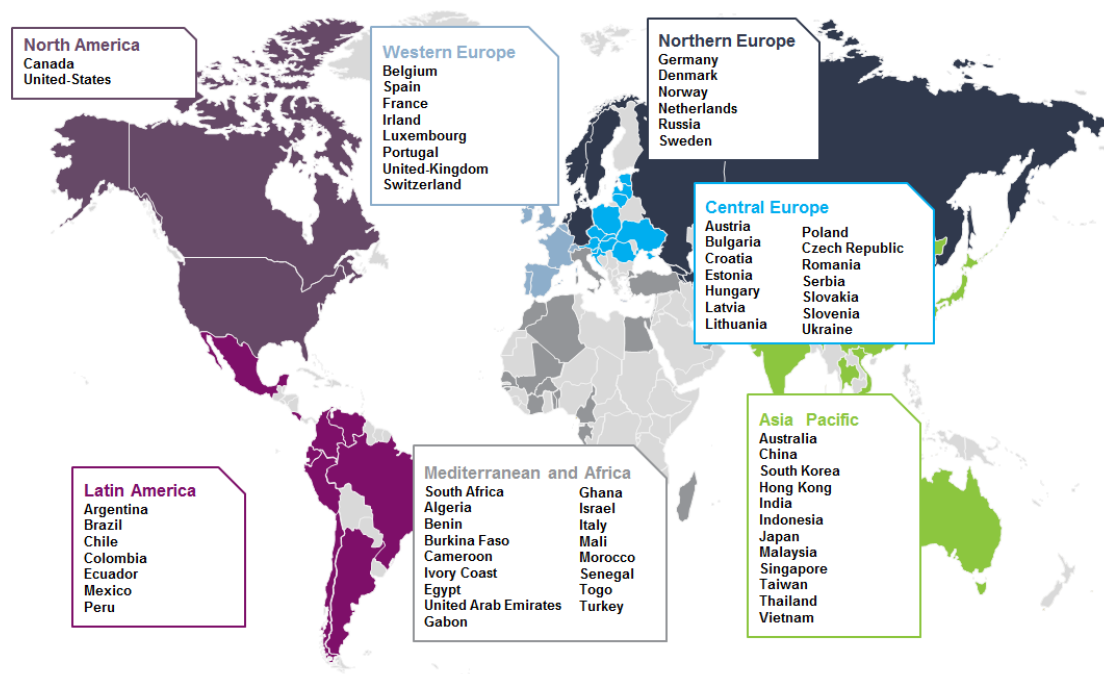 North America
Canada
United-States
Western Europe
Belgium
Spain
France
Irland
Luxembourg
Portugal
United-Kingdom
Switzerland
Northern Europe
Germany
Denmark
Norway
Netherlands
Russia
Sweden
Central Europe
Austria
Bulgaria
Croatia
Estonia
Hungary
Latvia
Lithuania
Poland
Czech Republic
Romania
Serbia
Slovakia
Slovenia
Ukraine
Latin America
Argentina
Brazil
Chile
Colombia
Ecuador
Mexico
Peru
Mediterranean and Africa
South Africa
Algeria
Benin
Burkina Faso
Cameroon
Ivory Coast
Egypt
United Arab Emirates
Gabon
Ghana
Israel
Italy
Mali
Morocco
Senegal
Togo
Turkey
Asia Pacific
Australia
China
South Korea
Hong Kong
India
Indonesia
Japan
Malaysia
Singapore
Taiwan
Thailand
Vietnam